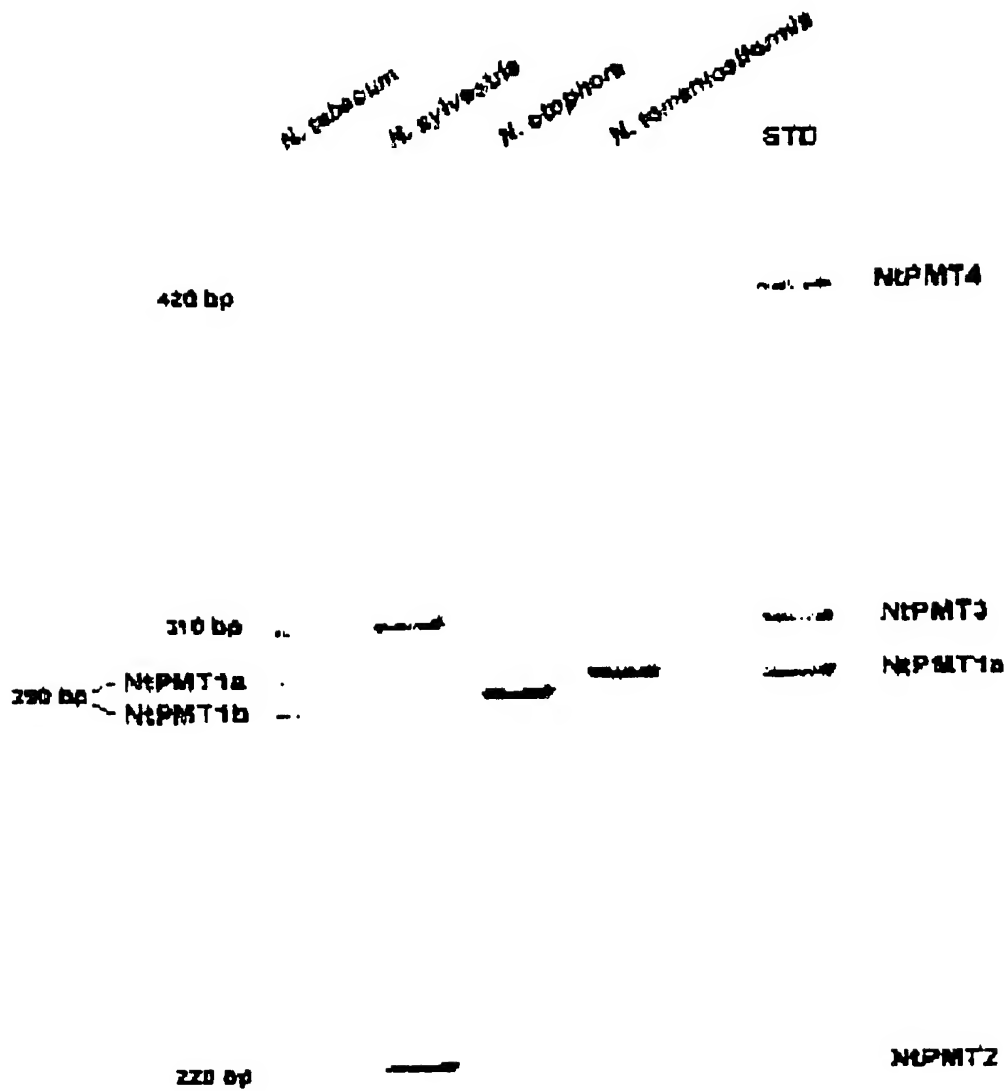 N. tabacum
N. sylvestris
N. otophora
N. tomentosiformis
STD
420 bp
NtPMT4
310 bp
NtPMT3
290 bp
NtPMT1a
NtPMT1b
NtPMT1a
220 bp
NtPMT2